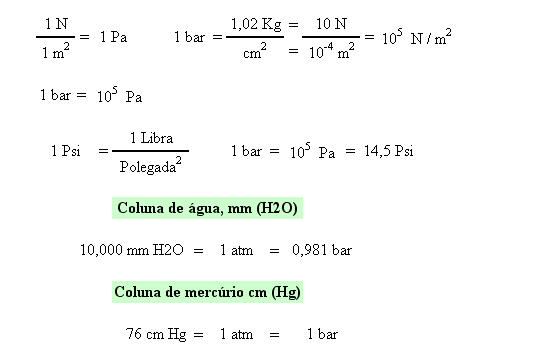 1 N / 1 m² = 1 Pa 1 bar = 1,02 Kg / cm² = = 10 N / 10⁻⁴ m² = 10⁵ N / m²
1 bar = 10⁵ Pa
1 Psi = 1 Libra / Polegada² 1 bar = 10⁵ Pa = 14,5 Psi
Coluna de água, mm (H2O)
10,000 mm H2O = 1 atm = 0,981 bar
Coluna de mercúrio cm (Hg)
76 cm Hg = 1 atm = 1 bar